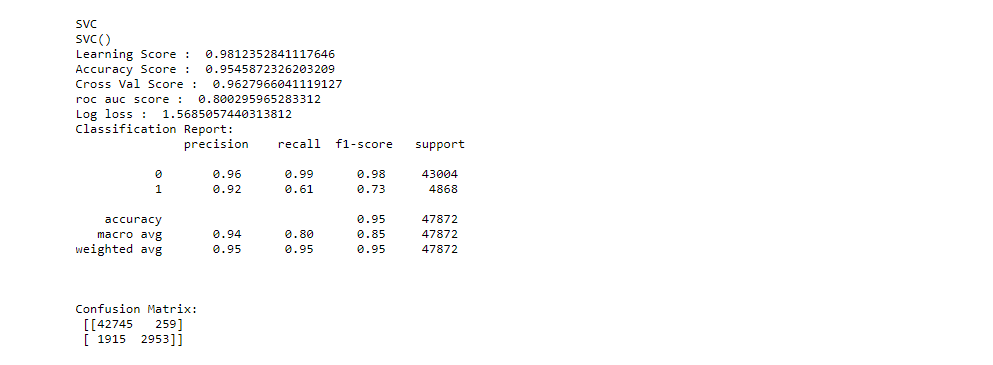 SVC
SVC()
Learning Score :  0.9812352841117646
Accuracy Score :  0.9545872326203209
Cross Val Score :  0.9627966041119127
roc auc score :  0.800295965283312
Log loss :  1.5685057440313812
Classification Report:
              precision    recall  f1-score   support
           0       0.96      0.99      0.98     43004
           1       0.92      0.61      0.73      4868
    accuracy                           0.95     47872
   macro avg       0.94      0.80      0.85     47872
weighted avg       0.95      0.95      0.95     47872
Confusion Matrix:
 [[42745   259]
 [ 1915  2953]]